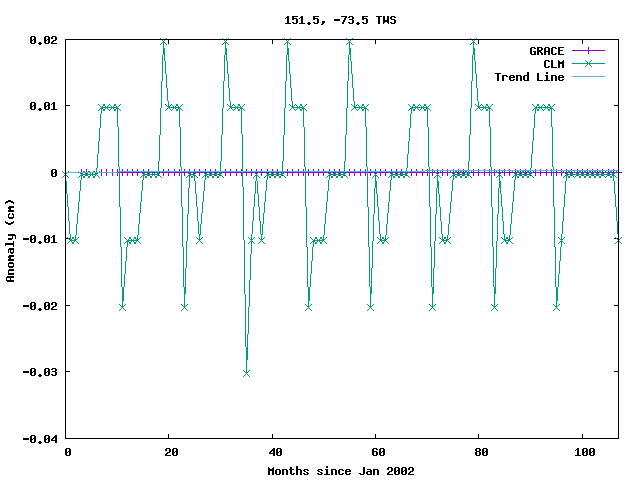 151.5, -73.5 TWS
GRACE
CLM
Trend Line
0.02
0.01
0
-0.01
-0.02
-0.03
-0.04
Anomaly (cm)
0 20 40 60 80 100
Months since Jan 2002